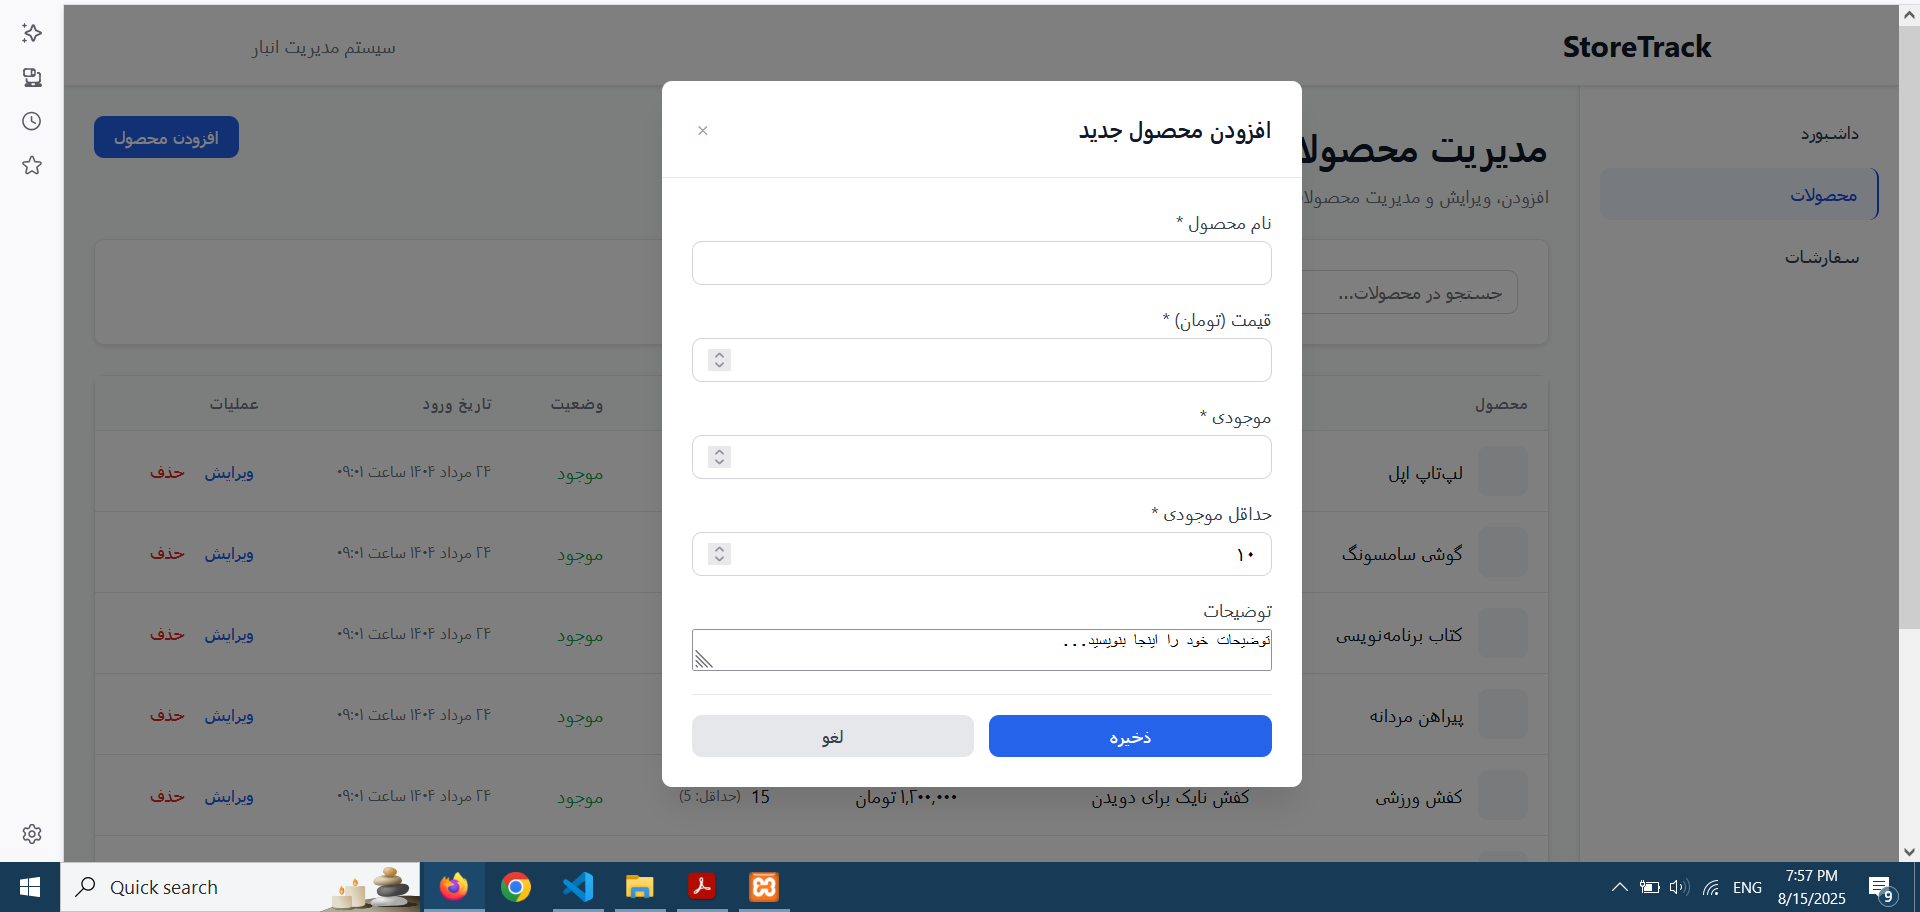 StoreTrack
سیستم مدیریت انبار
داشبورد
محصولات
سفارشات
مدیریت محصولا
افزودن محصول
افزودن، ویرایش و مدیریت محصولا
جستجو در محصولات...
محصول
وضعیت
تاریخ ورود
عملیات
لپ‌تاپ اپل
موجود
۲۴ مرداد ۱۴۰۴ ساعت ۰۹:۰۱
ویرایش
حذف
گوشی سامسونگ
موجود
۲۴ مرداد ۱۴۰۴ ساعت ۰۹:۰۱
ویرایش
حذف
کتاب برنامه‌نویسی
موجود
۲۴ مرداد ۱۴۰۴ ساعت ۰۹:۰۱
ویرایش
حذف
پیراهن مردانه
موجود
۲۴ مرداد ۱۴۰۴ ساعت ۰۹:۰۱
ویرایش
حذف
کفش ورزشی
کفش نایک برای دویدن
۱,۲۰۰,۰۰۰ تومان
15 (حداقل: 5)
موجود
۲۴ مرداد ۱۴۰۴ ساعت ۰۹:۰۱
ویرایش
حذف
افزودن محصول جدید
×
نام محصول *
قیمت (تومان) *
موجودی *
حداقل موجودی *
۱۰
توضیحات
توضیحات خود را اینجا بنویسید...
ذخیره
لغو
Quick search
ENG
7:57 PM
8/15/2025
9